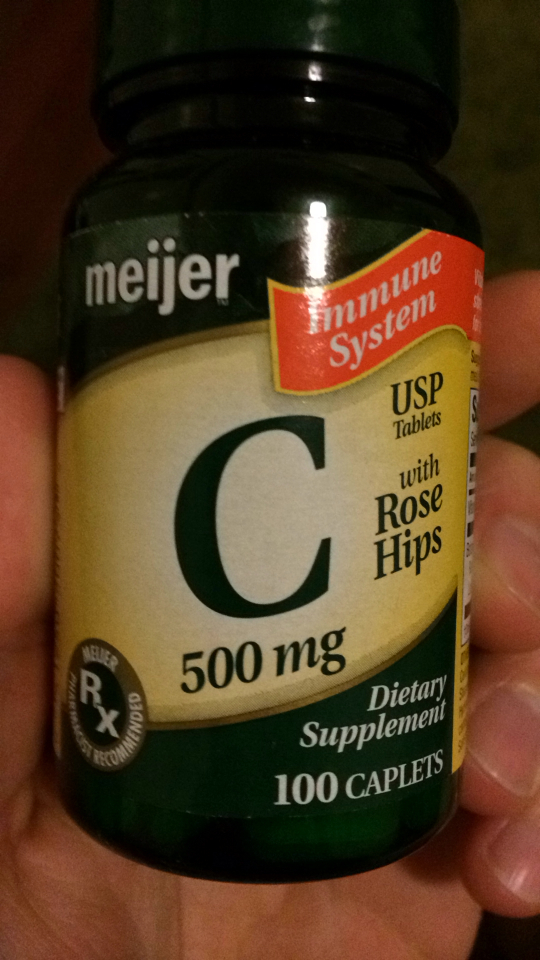 meijer
Immune
System
USP
Tablets
with
Rose
Hips
C
500 mg
MEIJER
Rx
PHARMACIST RECOMMENDED
Dietary
Supplement
100 CAPLETS